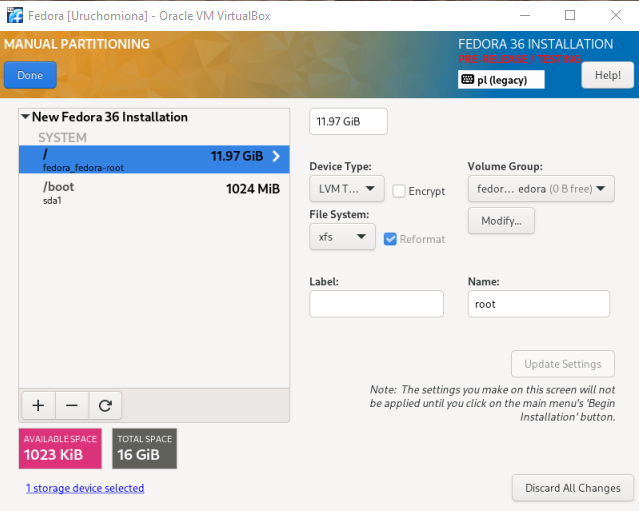 Fedora [Uruchomiona] - Oracle VM VirtualBox
MANUAL PARTITIONING
FEDORA 36 INSTALLATION
PRE-RELEASE / TESTING
Done
pl (legacy)
Help!
New Fedora 36 Installation
SYSTEM
/
11.97 GiB
fedora_fedora-root
/boot
1024 MiB
sda1
11.97 GiB
Device Type:
Volume Group:
LVM T...
Encrypt
fedor... edora (0 B free)
File System:
Modify...
xfs
Reformat
Label:
Name:
root
Update Settings
Note: The settings you make on this screen will not
be applied until you click on the main menu's 'Begin
Installation' button.
AVAILABLE SPACE
1023 KiB
TOTAL SPACE
16 GiB
1 storage device selected
Discard All Changes